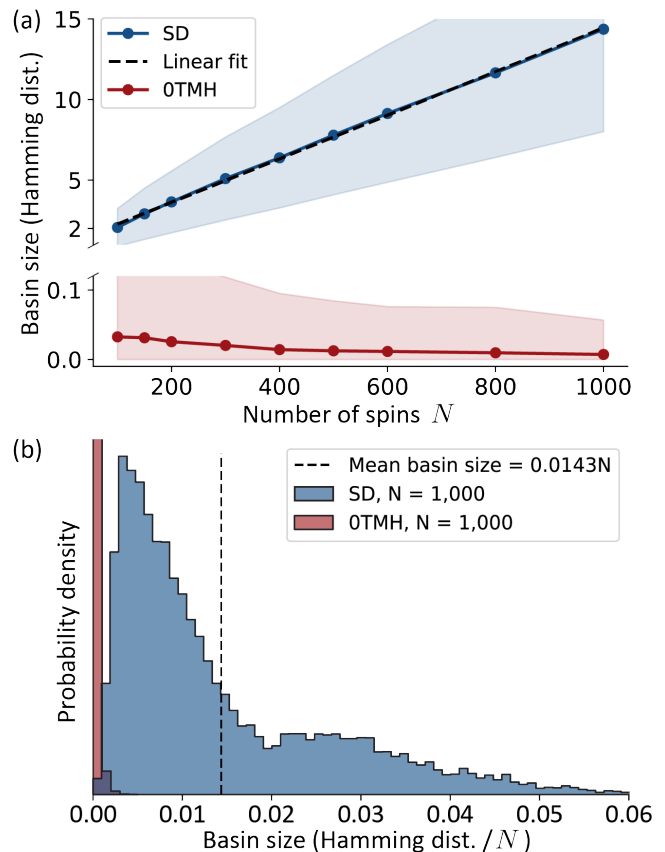 (a)
SD
Linear fit
0TMH
Basin size (Hamming dist.)
15
10
5
2
0.1
0.0
200
400
600
800
1000
Number of spins N
(b)
Mean basin size = 0.0143N
SD, N = 1,000
0TMH, N = 1,000
Probability density
0.00
0.01
0.02
0.03
0.04
0.05
0.06
Basin size (Hamming dist. / N)